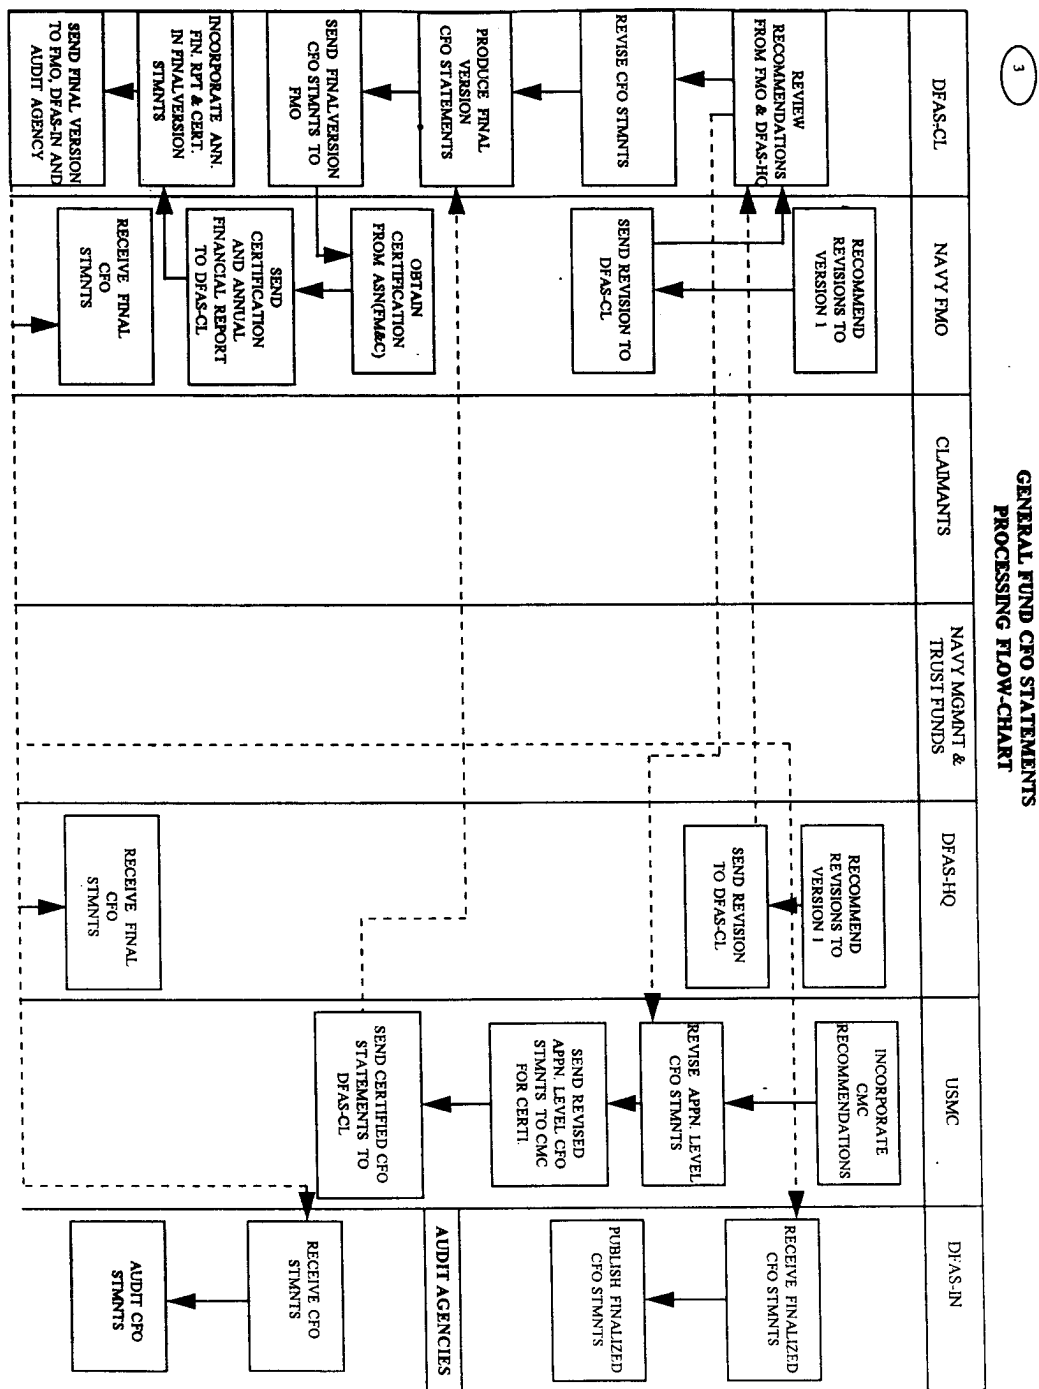 3
GENERAL FUND CFO STATEMENTS
PROCESSING FLOW-CHART
DFAS-CL
NAVY FMO
CLAIMANTS
NAVY MGMNT &
TRUST FUNDS
DFAS-HQ
USMC
DFAS-IN
REVIEW
RECOMMENDATIONS
FROM FMO & DFAS-HQ
REVISE CFO STMNTS
PRODUCE FINAL
VERSION
CFO STATEMENTS
SEND FINALVERSION
CFO STMNTS TO
FMO
INCORPORATE ANN.
FIN. RPT & CERT.
IN FINALVERSION
STMNTS
SEND FINAL VERSION
TO FMO, DFAS-IN AND
AUDIT AGENCY
RECOMMEND
REVISIONS TO
VERSION 1
SEND REVISION TO
DFAS-CL
OBTAIN
CERTIFICATION
FROM ASN(FM&C)
SEND
CERTIFICATION
AND ANNUAL
FINANCIAL REPORT
TO DFAS-CL
RECEIVE FINAL
CFO
STMNTS
RECOMMEND
REVISIONS TO
VERSION 1
SEND REVISION
TO DFAS-CL
RECEIVE FINAL
CFO
STMNTS
INCORPORATE
CMC
RECOMMENDATIONS
REVISE APPN. LEVEL
CFO STMNTS
SEND REVISED
APPN. LEVEL CFO
STMNTS TO CMC
FOR CERTI.
SEND CERTIFIED CFO
STATEMENTS TO
DFAS-CL
RECEIVE FINALIZED
CFO STMNTS
PUBLISH FINALIZED
CFO STMNTS
AUDIT AGENCIES
RECEIVE CFO
STMNTS
AUDIT CFO
STMNTS